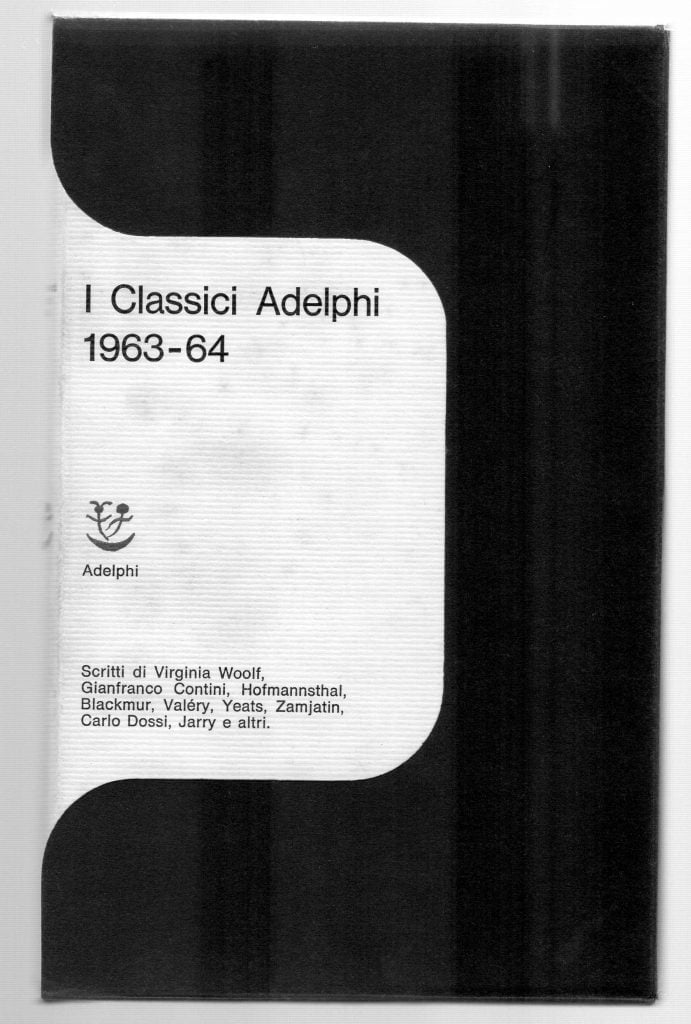 I Classici Adelphi
1963-64
Adelphi
Scritti di Virginia Woolf,
Gianfranco Contini, Hofmannsthal,
Blackmur, Valéry, Yeats, Zamjatin,
Carlo Dossi, Jarry e altri.